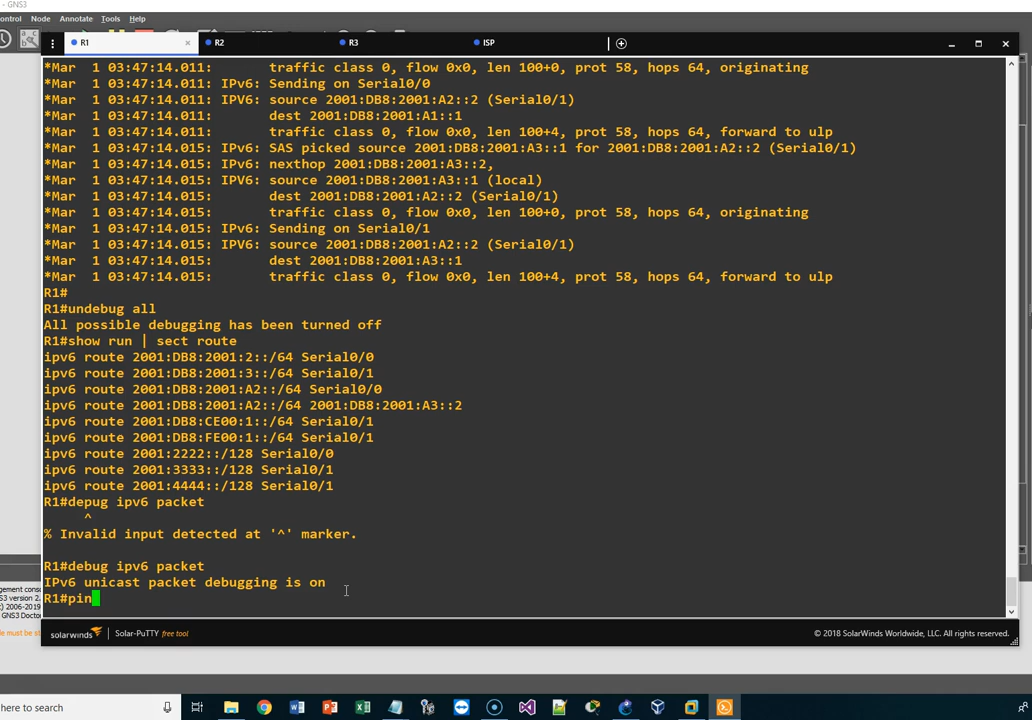 - GNS3
ontrol Node Annotate Tools Help
R1 × R2 R3 ISP
*Mar  1 03:47:14.011:       traffic class 0, flow 0x0, len 100+0, prot 58, hops 64, originating
*Mar  1 03:47:14.011: IPv6: Sending on Serial0/0
*Mar  1 03:47:14.011: IPV6: source 2001:DB8:2001:A2::2 (Serial0/1)
*Mar  1 03:47:14.011:       dest 2001:DB8:2001:A1::1
*Mar  1 03:47:14.011:       traffic class 0, flow 0x0, len 100+4, prot 58, hops 64, forward to ulp
*Mar  1 03:47:14.011: IPV6: SAS picked source 2001:DB8:2001:A3::1 for 2001:DB8:2001:A2::2 (Serial0/1)
*Mar  1 03:47:14.015: IPV6: nexthop 2001:DB8:2001:A3::2,
*Mar  1 03:47:14.015: IPV6: source 2001:DB8:2001:A3::1 (local)
*Mar  1 03:47:14.015:       dest 2001:DB8:2001:A2::2 (Serial0/1)
*Mar  1 03:47:14.015:       traffic class 0, flow 0x0, len 100+0, prot 58, hops 64, originating
*Mar  1 03:47:14.015: IPv6: Sending on Serial0/1
*Mar  1 03:47:14.015: IPV6: source 2001:DB8:2001:A2::2 (Serial0/1)
*Mar  1 03:47:14.015:       dest 2001:DB8:2001:A3::1
*Mar  1 03:47:14.015:       traffic class 0, flow 0x0, len 100+4, prot 58, hops 64, forward to ulp
R1#
R1#undebug all
All possible debugging has been turned off
R1#show run | sect route
ipv6 route 2001:DB8:2001:2::/64 Serial0/0
ipv6 route 2001:DB8:2001:3::/64 Serial0/1
ipv6 route 2001:DB8:2001:A2::/64 Serial0/0
ipv6 route 2001:DB8:2001:A2::/64 2001:DB8:2001:A3::2
ipv6 route 2001:DB8:CE00:1::/64 Serial0/1
ipv6 route 2001:DB8:FE00:1::/64 Serial0/1
ipv6 route 2001:2222::/128 Serial0/0
ipv6 route 2001:3333::/128 Serial0/1
ipv6 route 2001:4444::/128 Serial0/1
R1#depug ipv6 packet
^
% Invalid input detected at '^' marker.
R1#debug ipv6 packet
IPv6 unicast packet debugging is on
R1#pin
gement conso
S3 version 2.
t) 2006-2019
GNS3 Doctor
e must be st
solarwinds Solar-PuTTY free tool
© 2018 SolarWinds Worldwide, LLC. All rights reserved.
here to search